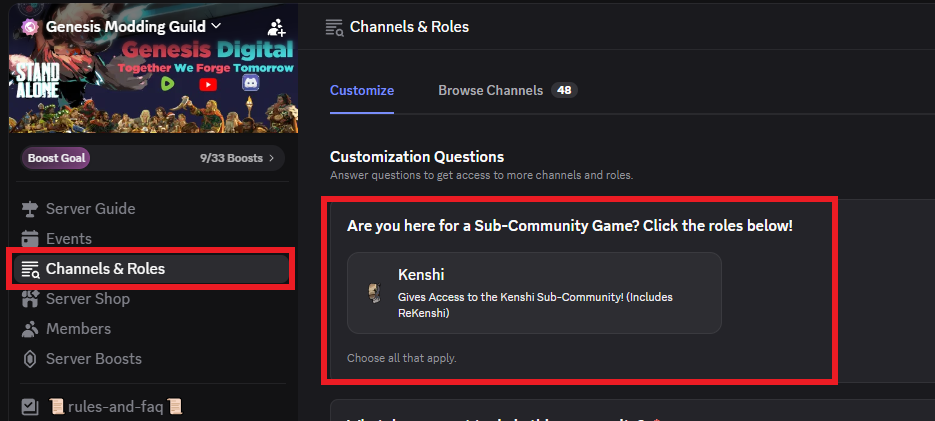 Genesis Modding Guild
Genesis Digital
Together We Forge Tomorrow
STAND
ALONE
Boost Goal
9/33 Boosts
Server Guide
Events
Channels & Roles
Server Shop
Members
Server Boosts
rules-and-faq
Channels & Roles
Customize
Browse Channels
48
Customization Questions
Answer questions to get access to more channels and roles.
Are you here for a Sub-Community Game? Click the roles below!
Kenshi
Gives Access to the Kenshi Sub-Community! (Includes
ReKenshi)
Choose all that apply.